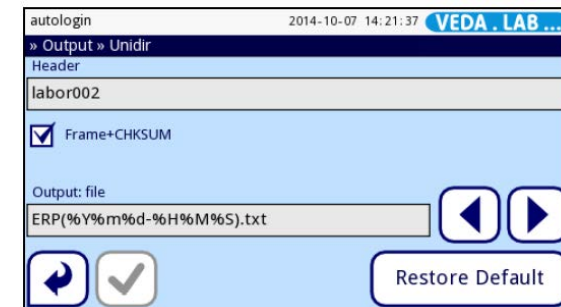 autologin 2014-10-07 14:21:37 VEDA . LAB ...
» Output » Unidir
Header
labor002
Frame+CHKSUM
Output: file
ERP(%Y%m%d-%H%M%S).txt
Restore Default